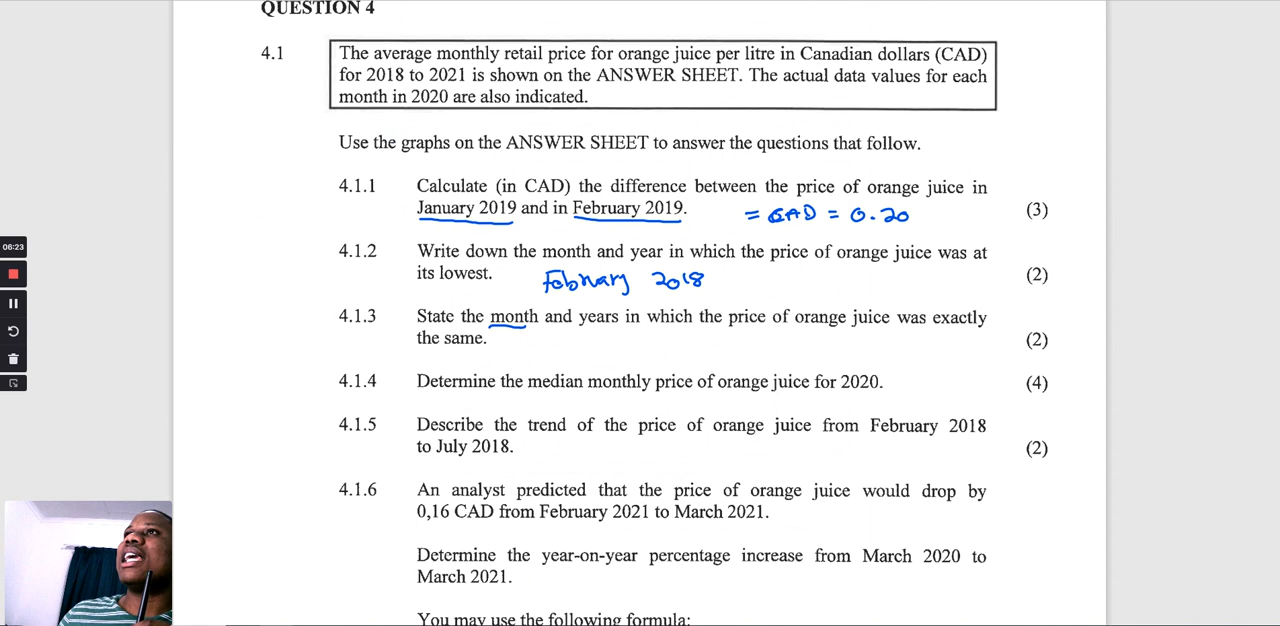 QUESTION 4
4.1
The average monthly retail price for orange juice per litre in Canadian dollars (CAD)
for 2018 to 2021 is shown on the ANSWER SHEET. The actual data values for each
month in 2020 are also indicated.
Use the graphs on the ANSWER SHEET to answer the questions that follow.
4.1.1 Calculate (in CAD) the difference between the price of orange juice in
January 2019 and in February 2019. = CAD = 0.20 (3)
06:23
4.1.2 Write down the month and year in which the price of orange juice was at
its lowest. February 2018 (2)
4.1.3 State the month and years in which the price of orange juice was exactly
the same. (2)
4.1.4 Determine the median monthly price of orange juice for 2020. (4)
4.1.5 Describe the trend of the price of orange juice from February 2018
to July 2018. (2)
4.1.6 An analyst predicted that the price of orange juice would drop by
0,16 CAD from February 2021 to March 2021.
Determine the year-on-year percentage increase from March 2020 to
March 2021.
You may use the following formula: